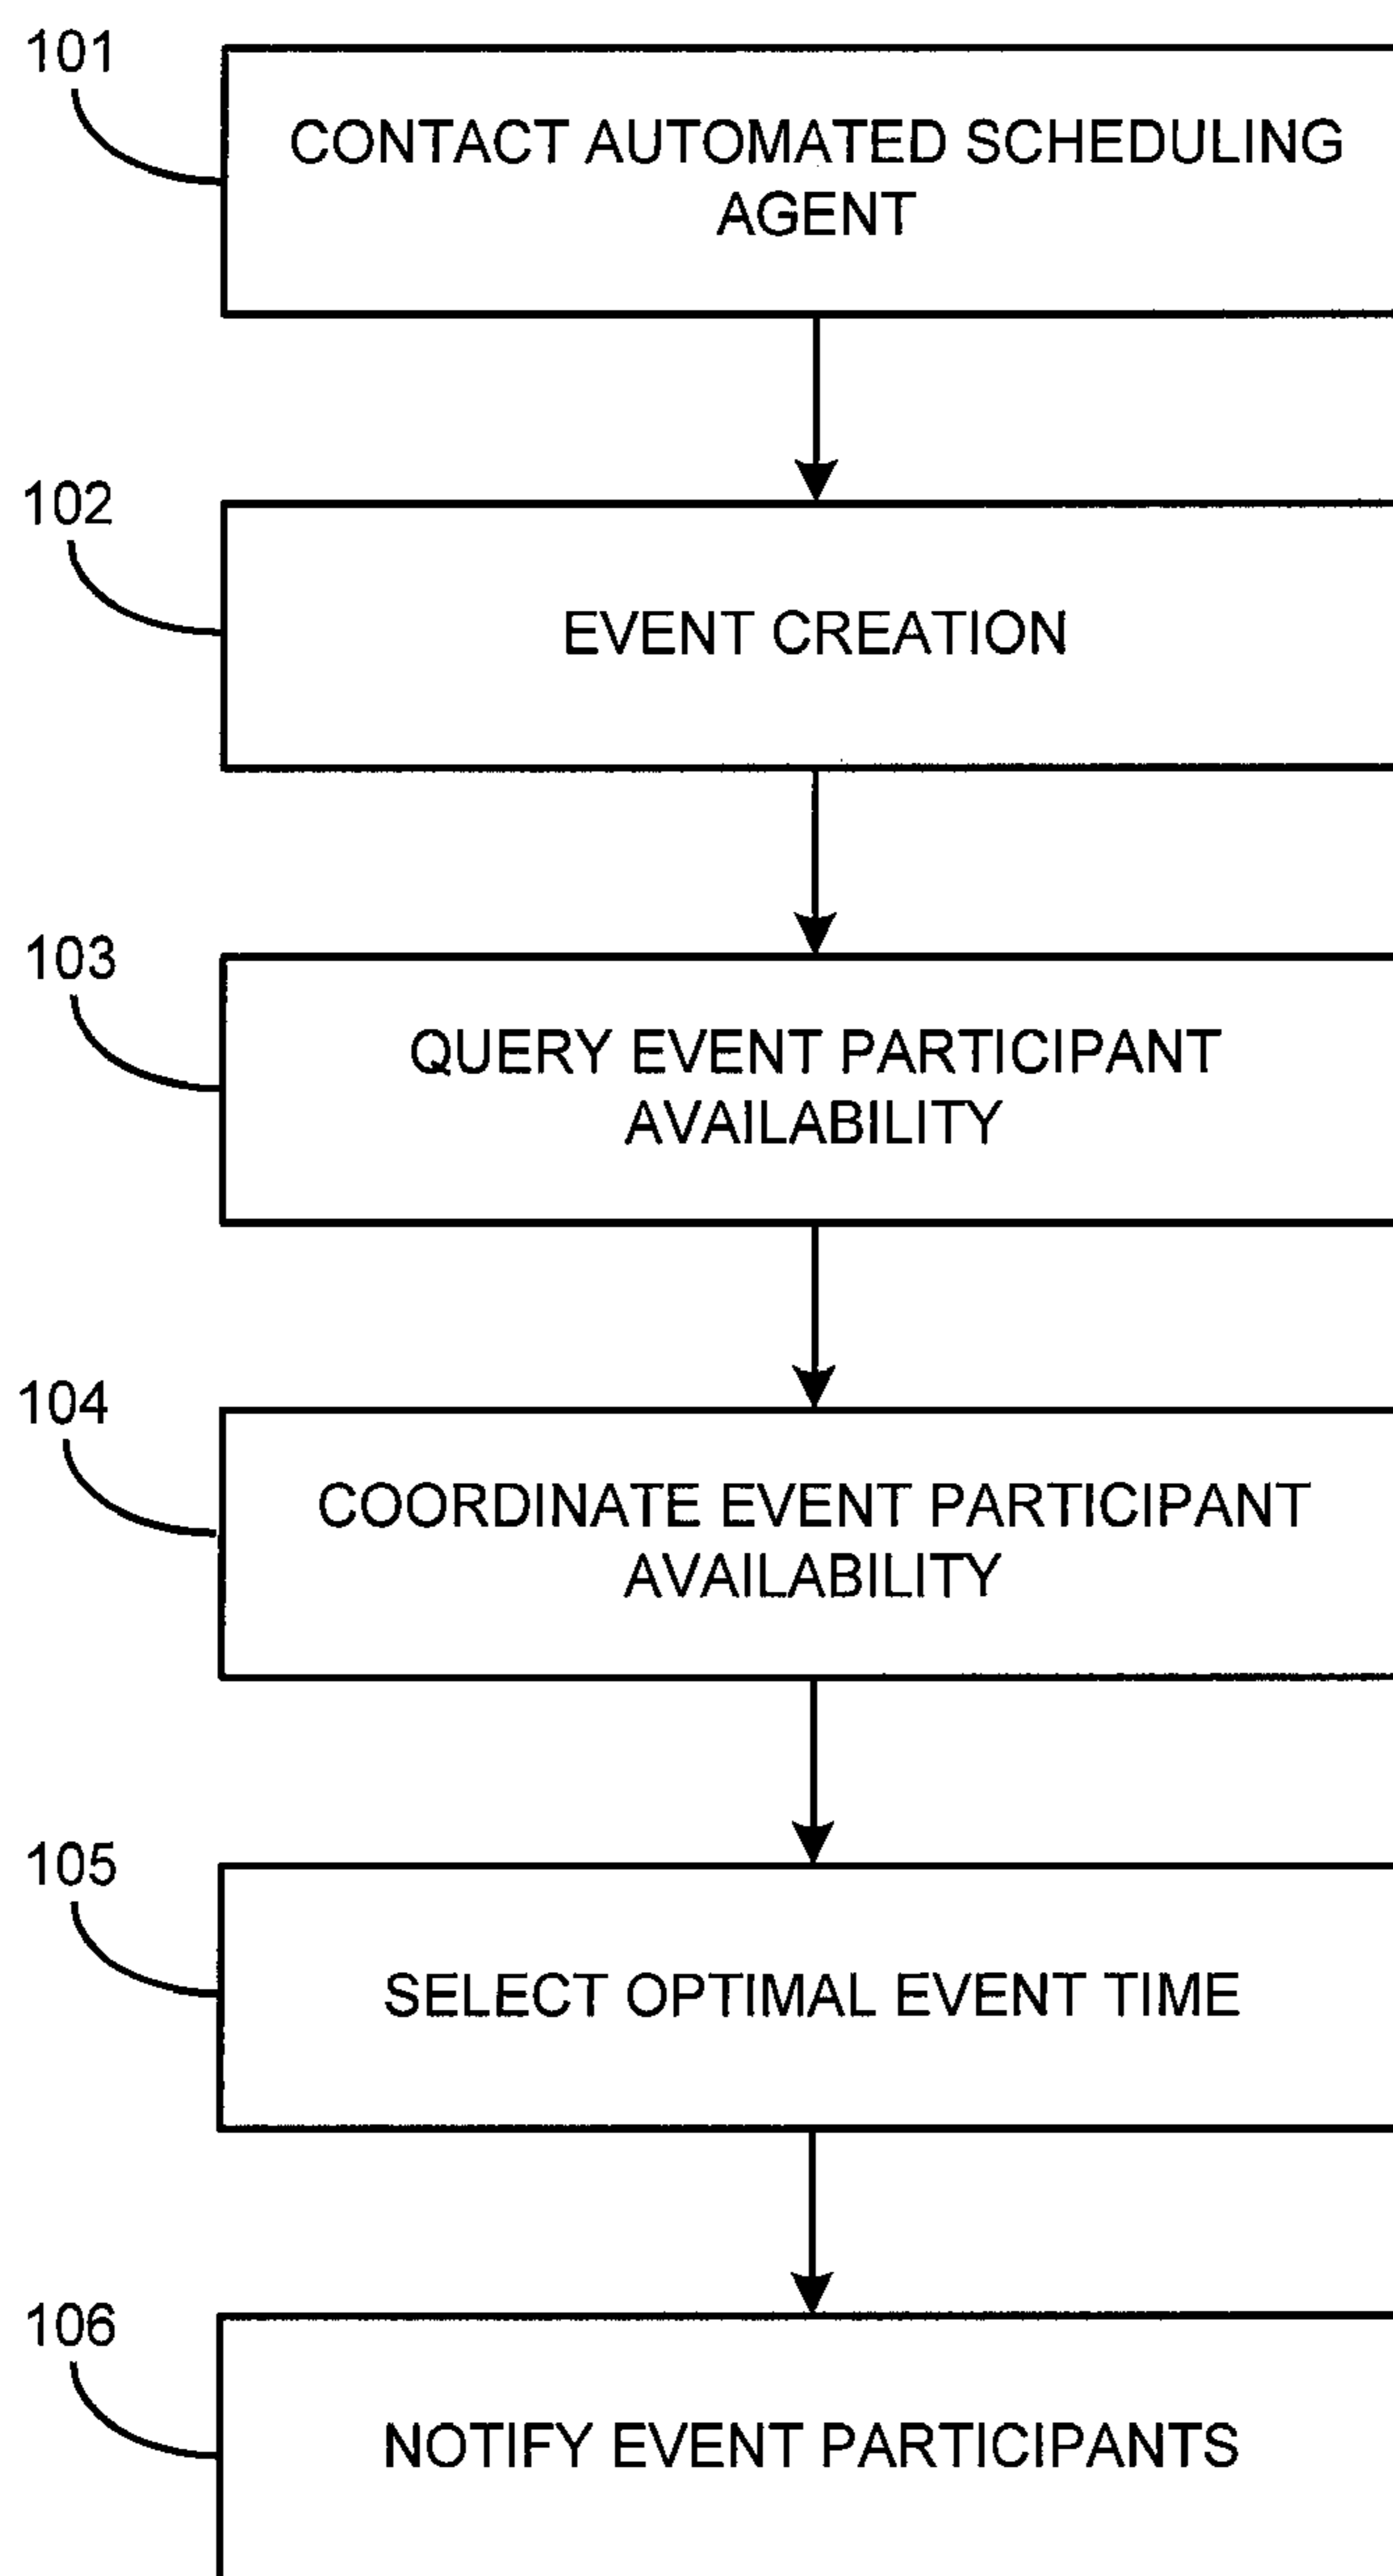 101
CONTACT AUTOMATED SCHEDULING
AGENT
102
EVENT CREATION
103
QUERY EVENT PARTICIPANT
AVAILABILITY
104
COORDINATE EVENT PARTICIPANT
AVAILABILITY
105
SELECT OPTIMAL EVENT TIME
106
NOTIFY EVENT PARTICIPANTS